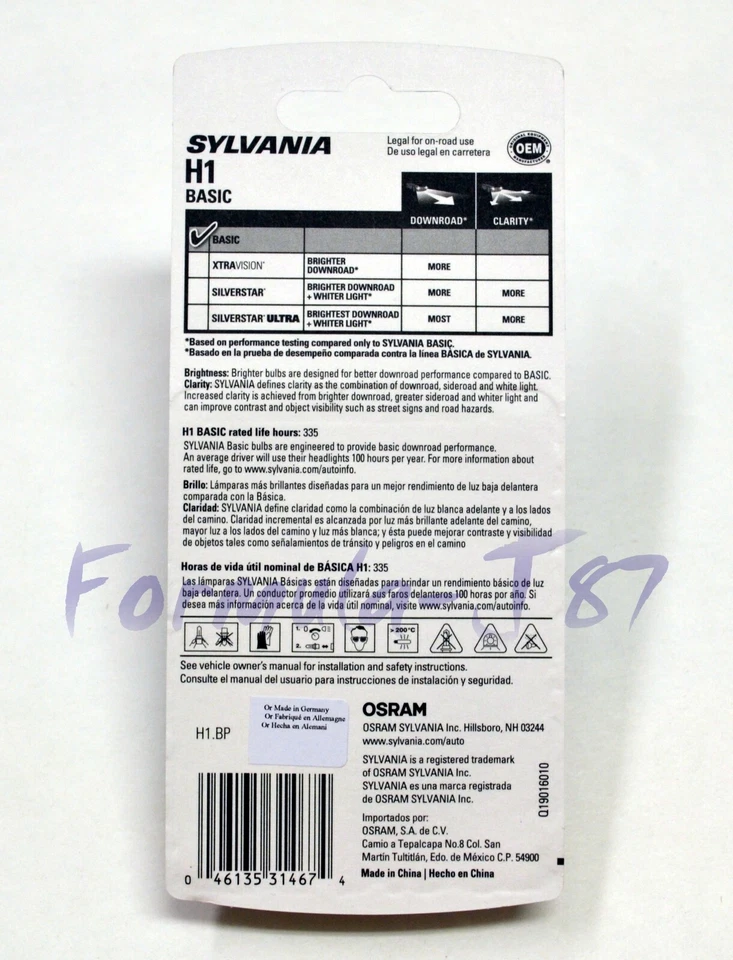 SYLVANIA
H1
BASIC
Legal for on-road use
De uso legal en carretera
ORIGINAL EQUIPMENT
OEM
MANUFACTURER
DOWNROAD* CLARITY*
BASIC
XTRAVISION® BRIGHTER DOWNROAD* MORE
SILVERSTAR® BRIGHTER DOWNROAD + WHITER LIGHT* MORE MORE
SILVERSTAR® ULTRA BRIGHTEST DOWNROAD + WHITER LIGHT* MOST MORE
*Based on performance testing compared only to SYLVANIA BASIC.
*Basado en la prueba de desempeño comparada contra la línea BÁSICA de SYLVANIA.
Brightness: Brighter bulbs are designed for better downroad performance compared to BASIC.
Clarity: SYLVANIA defines clarity as the combination of downroad, sideroad and white light.
Increased clarity is achieved from brighter downroad, greater sideroad and whiter light and
can improve contrast and object visibility such as street signs and road hazards.
H1 BASIC rated life hours: 335
SYLVANIA Basic bulbs are engineered to provide basic downroad performance.
An average driver will use their headlights 100 hours per year. For more information about
rated life, go to www.sylvania.com/autoinfo.
Brillo: Lámparas más brillantes diseñadas para un mejor rendimiento de luz baja delantera
comparada con la Básica.
Claridad: SYLVANIA define claridad como la combinación de luz blanca adelante y a los lados
del camino. Claridad incremental es alcanzada por luz más brillante adelante del camino,
mayor luz a los lados del camino y luz más blanca; y ésta puede mejorar contraste y visibilidad
de objetos tales como señalamientos de tránsito y peligros en el camino
Horas de vida útil nominal de BÁSICA H1: 335
Las lámparas SYLVANIA Básicas están diseñadas para brindar un rendimiento básico de luz
baja delantera. Un conductor promedio utilizará sus faros delanteros 100 horas por año. Si
desea más información acerca de la vida útil nominal, visite www.sylvania.com/autoinfo.
Formula-J87
1.
2.
> 200°C
See vehicle owner's manual for installation and safety instructions.
Consulte el manual del usuario para instrucciones de instalación y seguridad.
H1.BP
Or Made in Germany
Or Fabriqué en Allemagne
Or Hecha en Alemani
OSRAM
OSRAM SYLVANIA Inc. Hillsboro, NH 03244
www.sylvania.com/auto
SYLVANIA is a registered trademark
of OSRAM SYLVANIA Inc.
SYLVANIA es una marca registrada
de OSRAM SYLVANIA Inc.
Importados por:
OSRAM, S.A. de C.V.
Camio a Tepalcapa No.8 Col. San
Martín Tultitlán, Edo. de México C.P. 54900
Made in China | Hecho en China
Q19016010
0 46135 31467 4